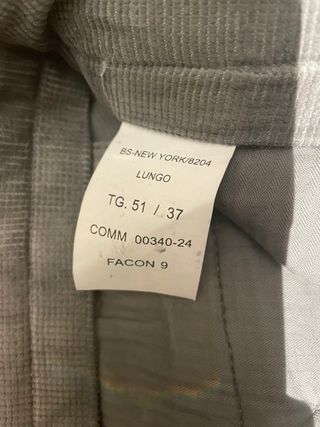 BS-NEW YORK/8204
LUNGO
TG. 51 / 37
COMM 00340-24
FACON 9